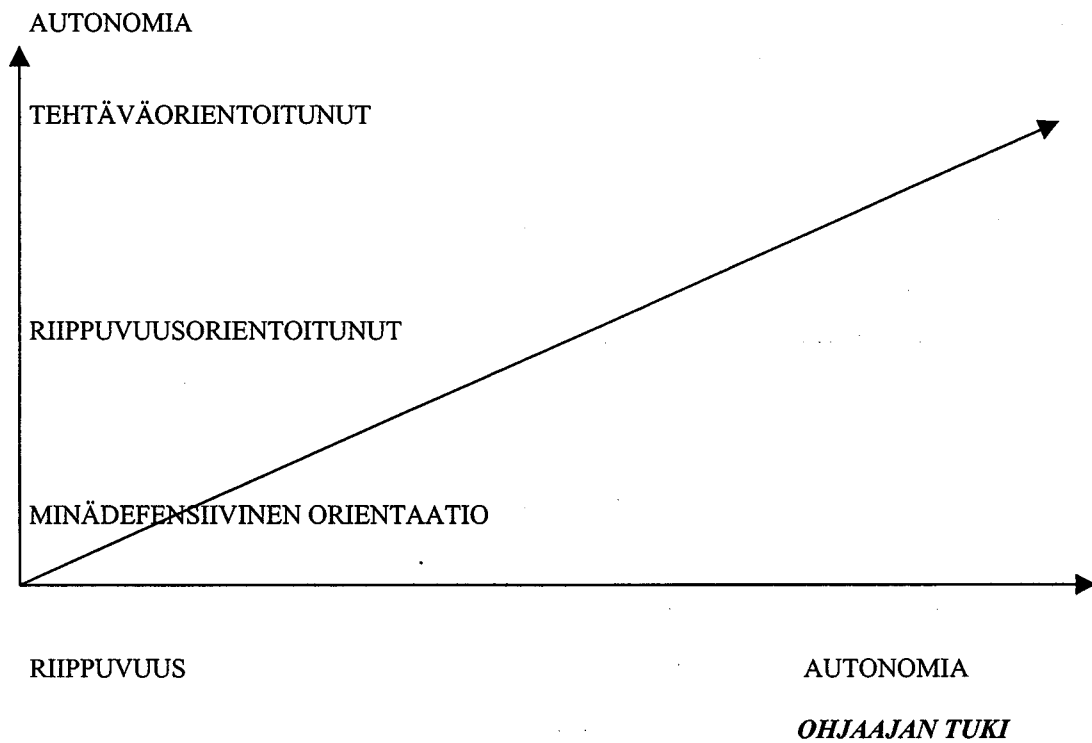 AUTONOMIA
TEHTÄVÄORIENTOITUNUT
RIIPPUVUUSORIENTOITUNUT
MINÄDEFENSIIVINEN ORIENTAATIO
RIIPPUVUUS AUTONOMIA
OHJAAJAN TUKI